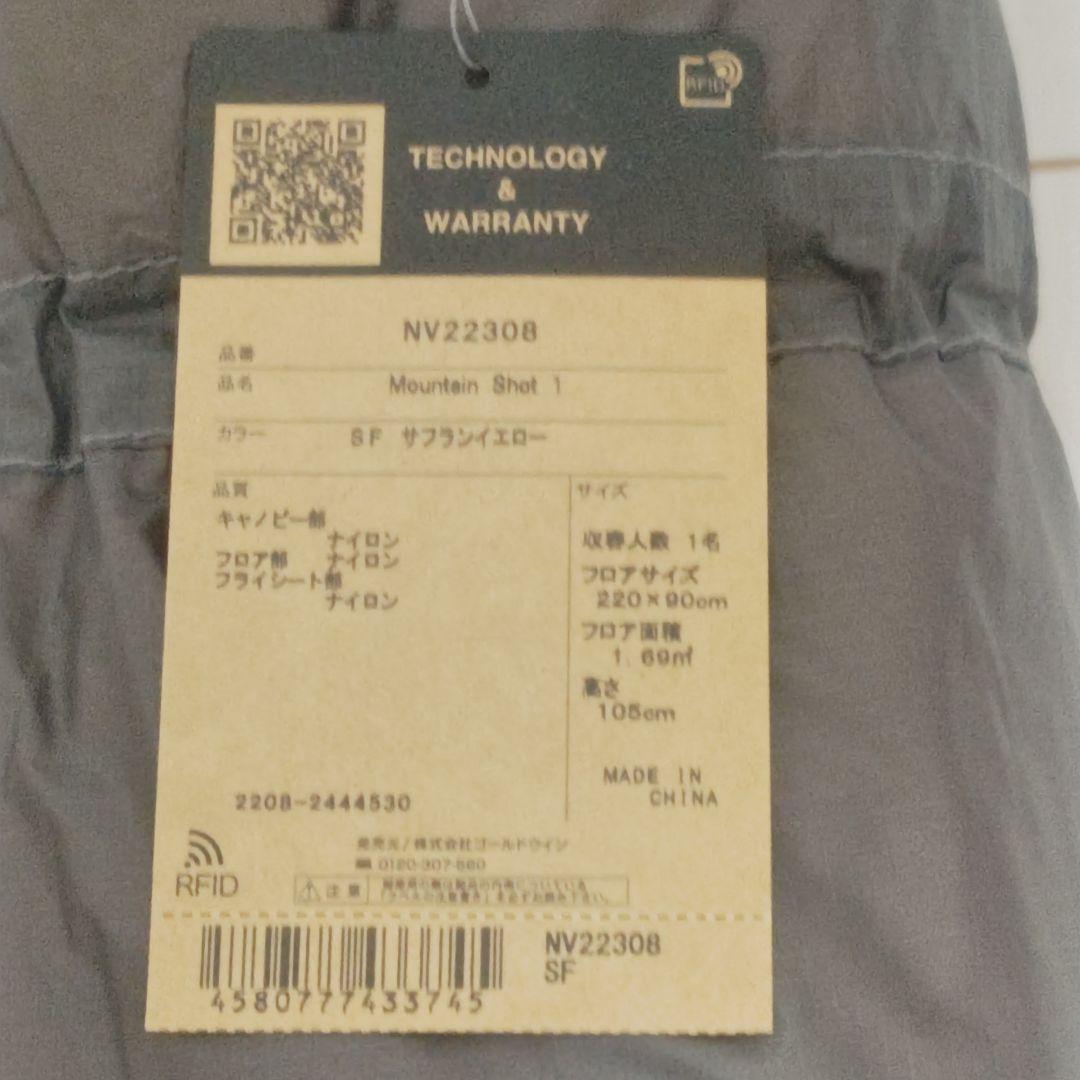 RFID
TECHNOLOGY
&
WARRANTY
NV22308
品番
品名 Mountain Shot 1
カラー SF サフランイエロー
品質
キャノピー部
ナイロン
フロア部 ナイロン
フライシート部
ナイロン
サイズ
収容人数 1名
フロアサイズ
220×90cm
フロア面積
1.69㎡
高さ
105cm
MADE IN
CHINA
2208-2444530
RFID
発売元/株式会社ゴールドウイン
0120-307-560
注意
4580777433745
NV22308
SF